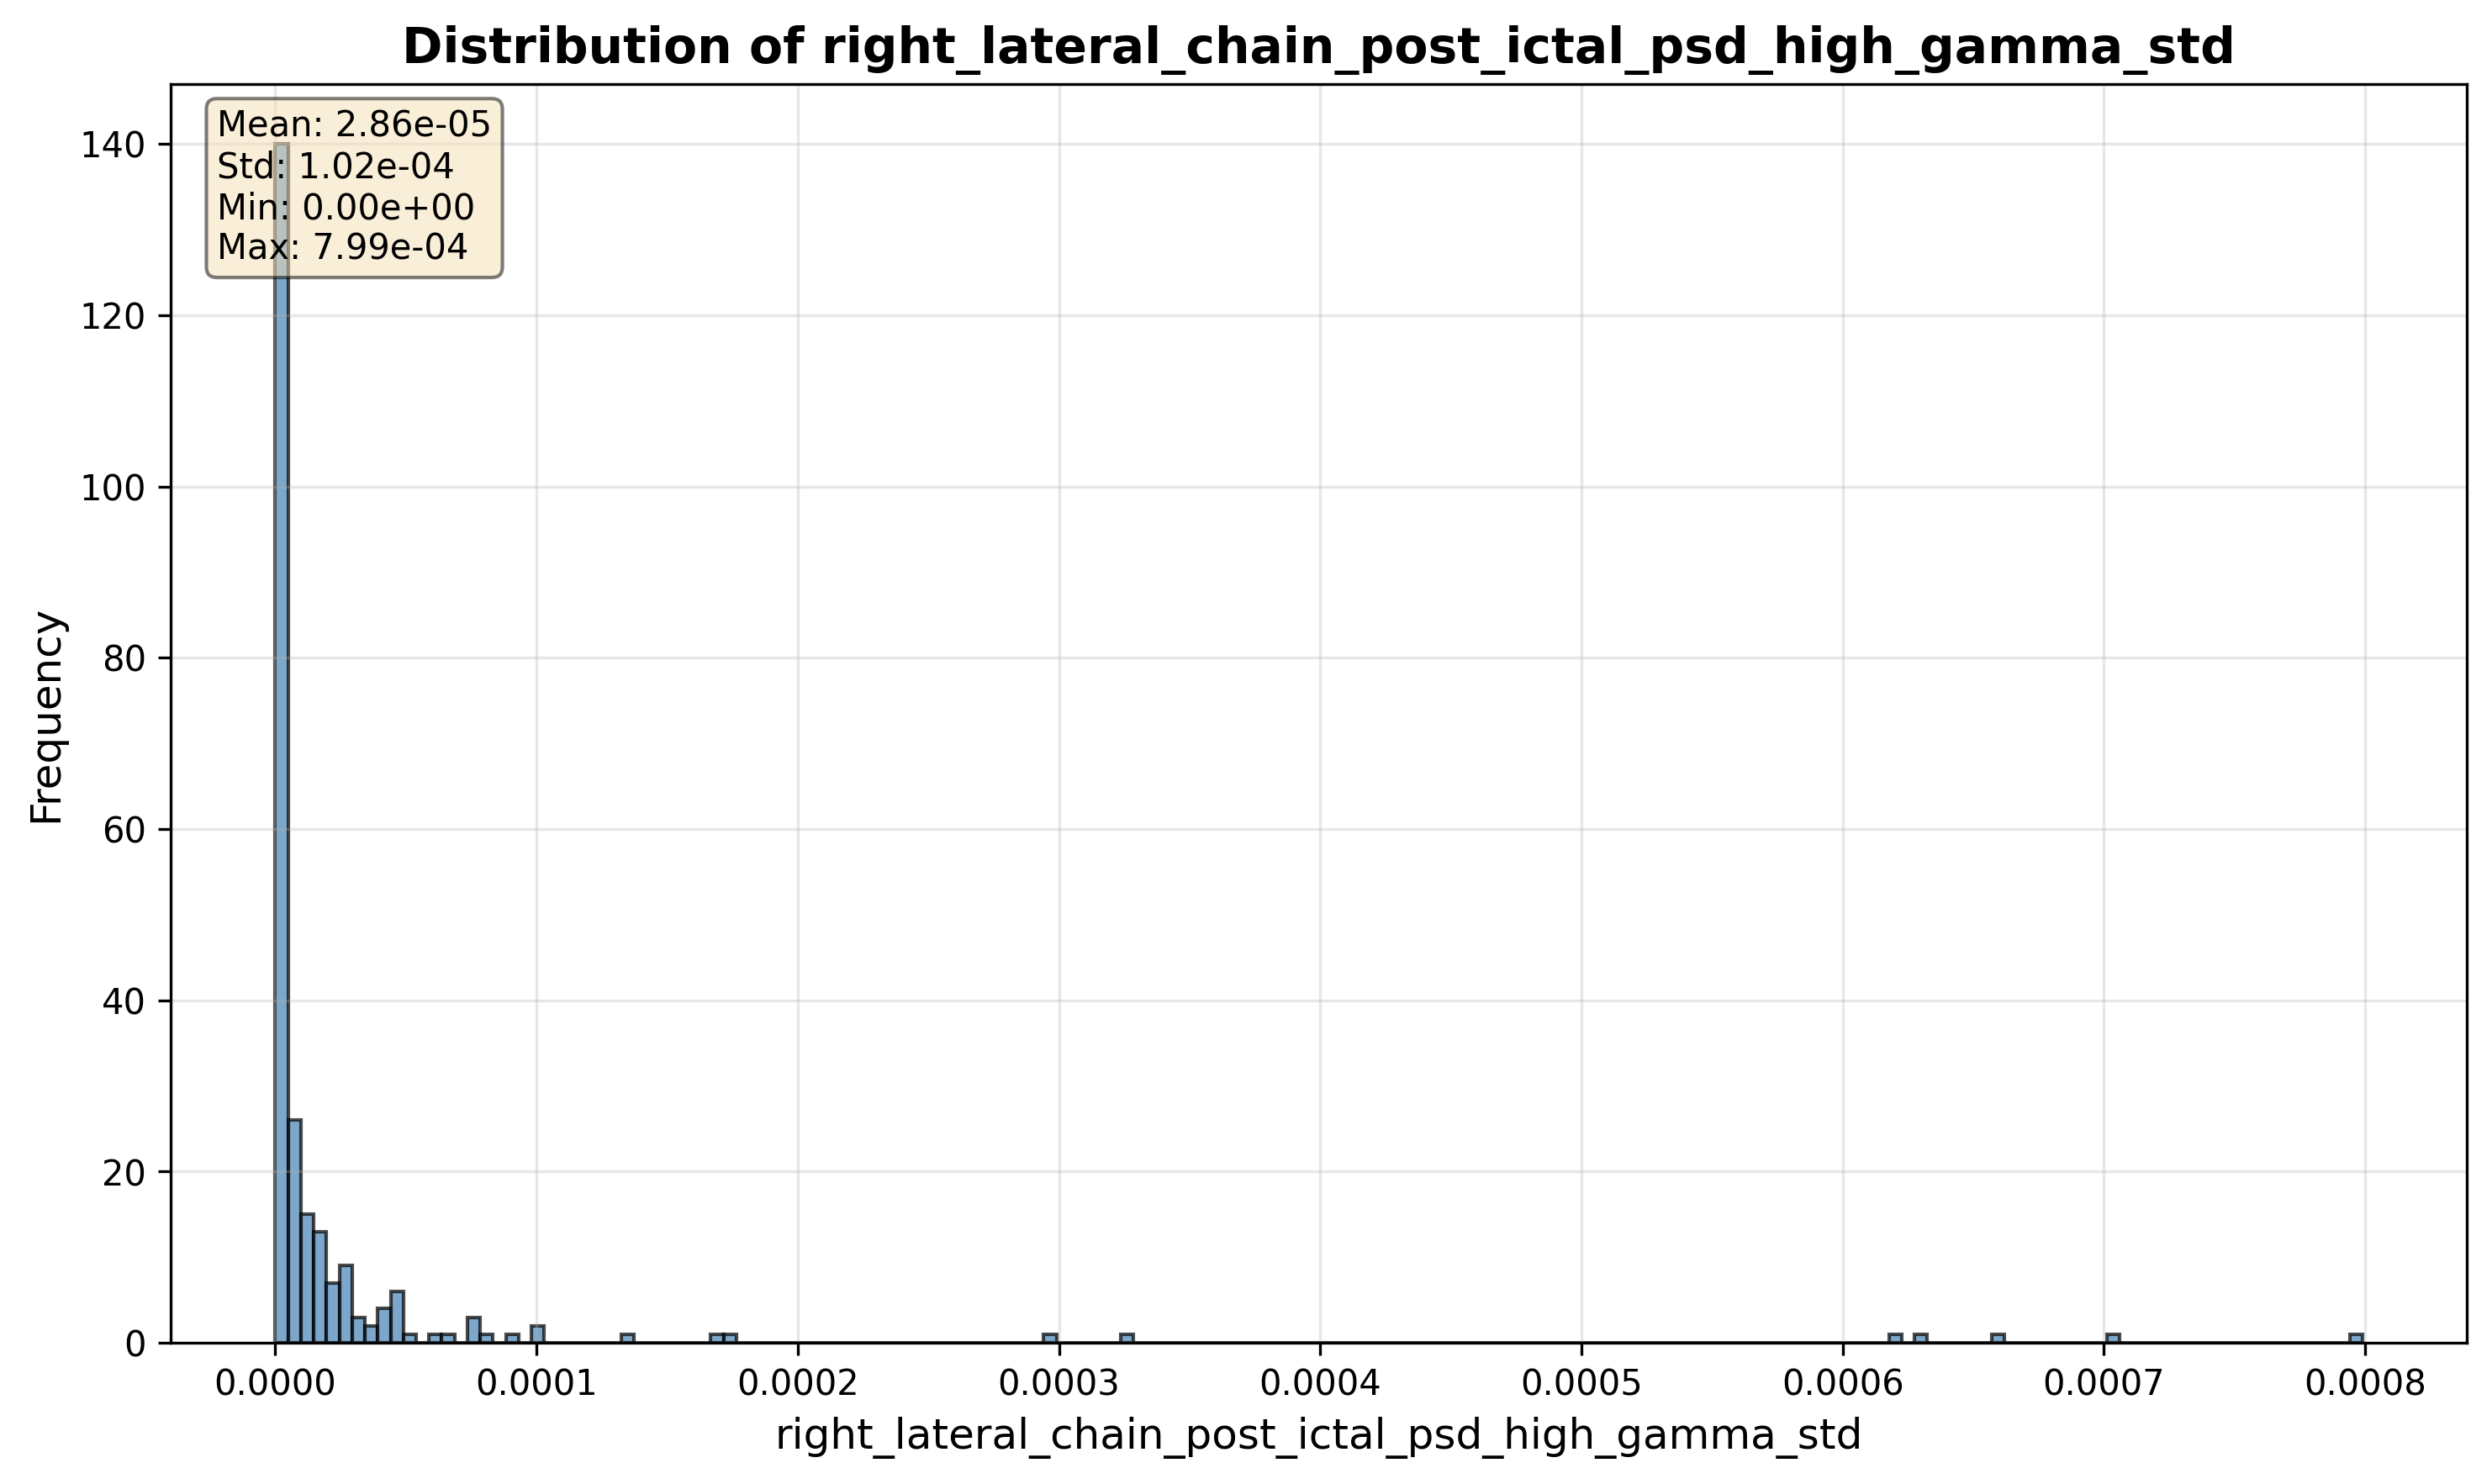 Distribution of right_lateral_chain_post_ictal_psd_high_gamma_std
Mean: 2.86e-05
Std: 1.02e-04
Min: 0.00e+00
Max: 7.99e-04
140
120
100
80
60
40
20
0
Frequency
0.0000 0.0001 0.0002 0.0003 0.0004 0.0005 0.0006 0.0007 0.0008
right_lateral_chain_post_ictal_psd_high_gamma_std